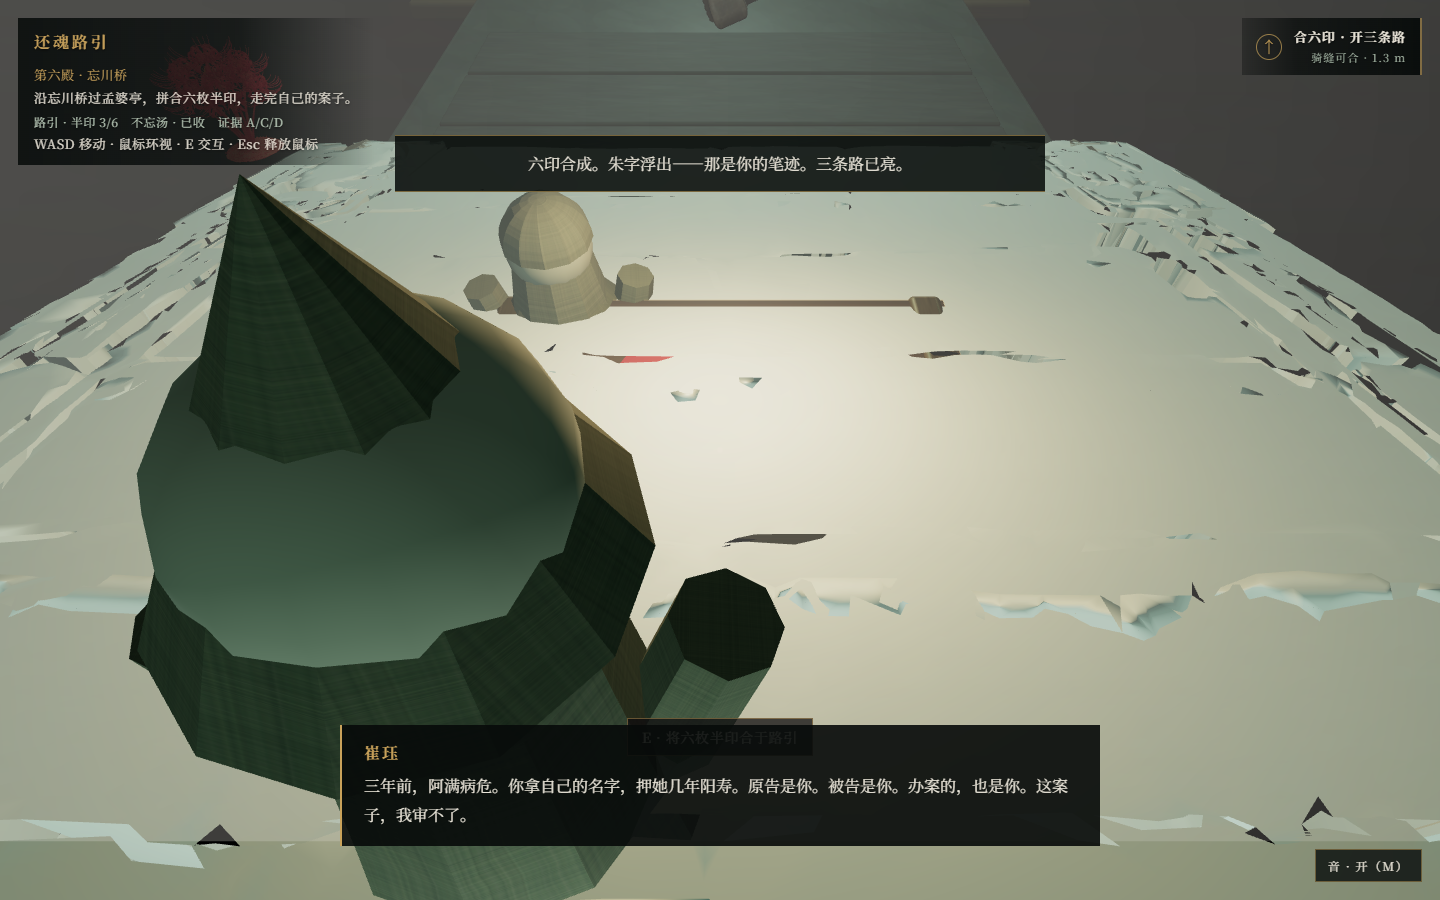 还魂路引
第六殿 · 忘川桥
沿忘川桥过孟婆亭，拼合六枚半印，走完自己的案子。
路引 · 半印 3/6 不忘汤 · 已收 证据 A/C/D
WASD 移动 · 鼠标环视 · E 交互 · Esc 释放鼠标
合六印 · 开三条路
骑缝可合 · 1.3 m
六印合成。朱字浮出——那是你的笔迹。三条路已亮。
E · 将六枚半印合于路引
崔珏
三年前，阿满病危。你拿自己的名字，押她几年阳寿。原告是你。被告是你。办案的，也是你。这案
子，我审不了。
音 · 开（M）